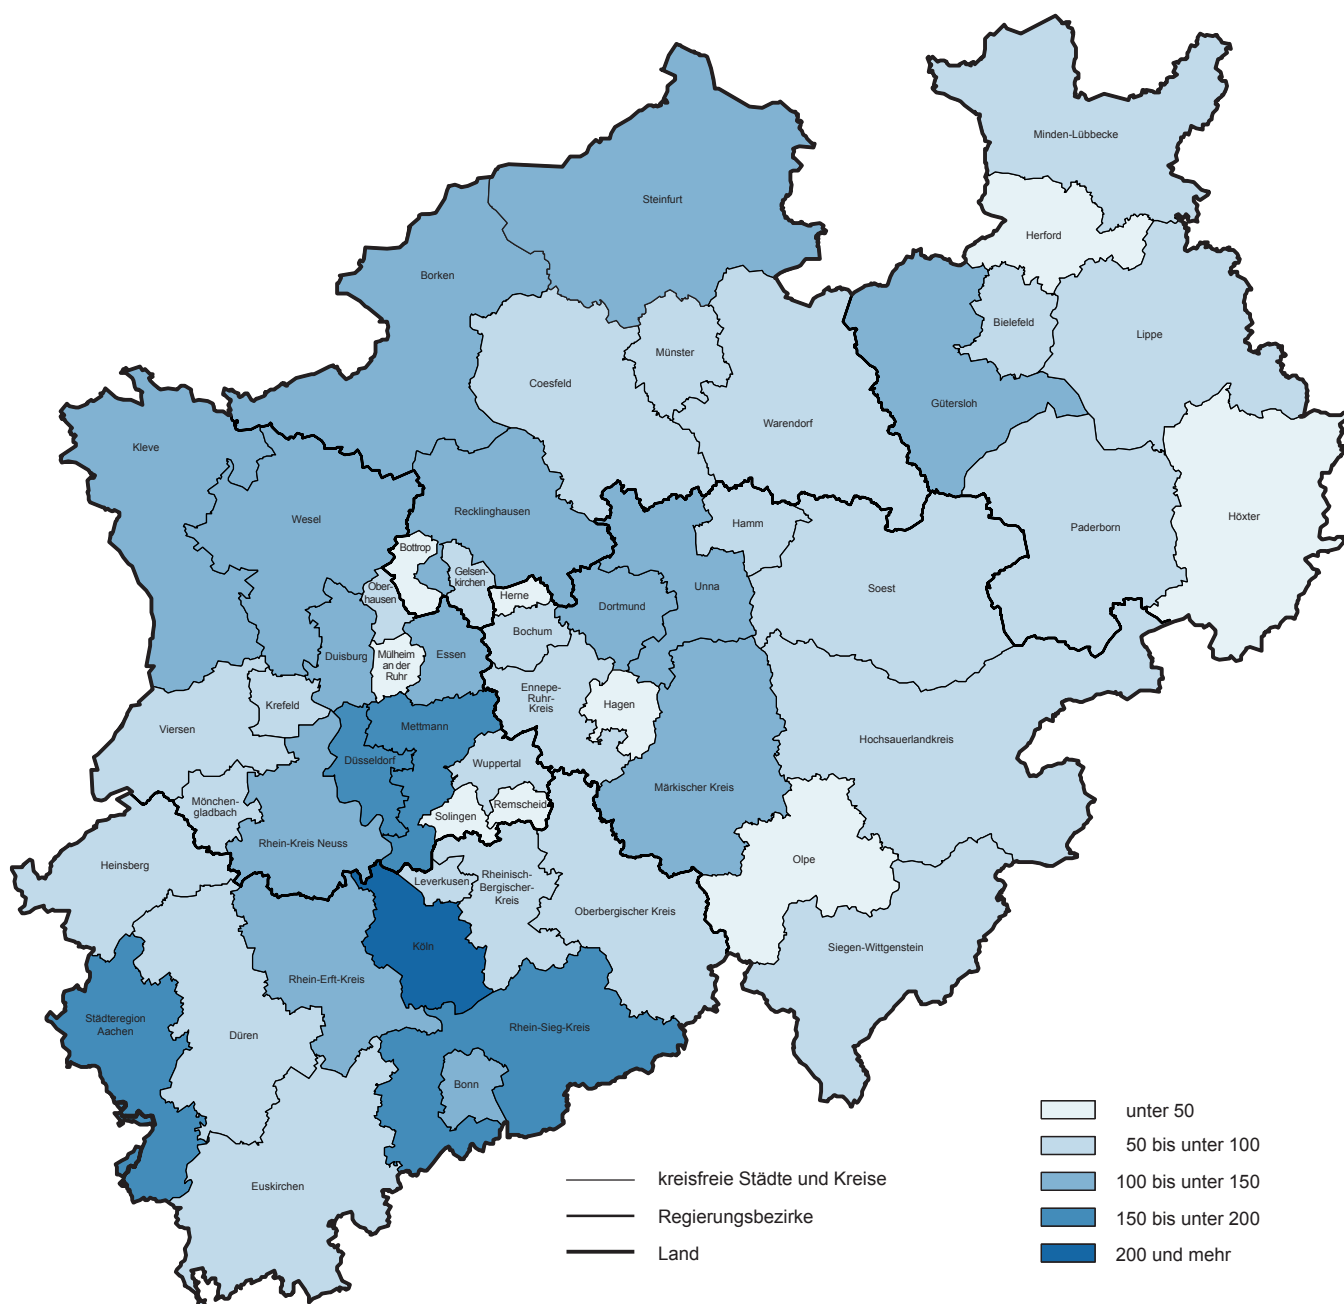 Minden-Lübbecke
Steinfurt
Herford
Borken
Bielefeld
Lippe
Münster
Coesfeld
Gütersloh
Warendorf
Kleve
Wesel
Recklinghausen
Hamm
Paderborn
Höxter
Bottrop
Gelsen-
kirchen
Ober-
hausen
Herne
Unna
Soest
Dortmund
Bochum
Duisburg
Mülheim
an der
Ruhr
Essen
Ennepe-
Ruhr-
Kreis
Hagen
Krefeld
Viersen
Mettmann
Hochsauerlandkreis
Düsseldorf
Wuppertal
Märkischer Kreis
Mönchen-
gladbach
Remscheid
Solingen
Rhein-Kreis Neuss
Heinsberg
Olpe
Leverkusen
Rheinisch-
Bergischer-
Kreis
Oberbergischer Kreis
Köln
Siegen-Wittgenstein
Rhein-Erft-Kreis
Städteregion
Aachen
Düren
Rhein-Sieg-Kreis
Bonn
Euskirchen
kreisfreie Städte und Kreise
Regierungsbezirke
Land
unter 50
50 bis unter 100
100 bis unter 150
150 bis unter 200
200 und mehr